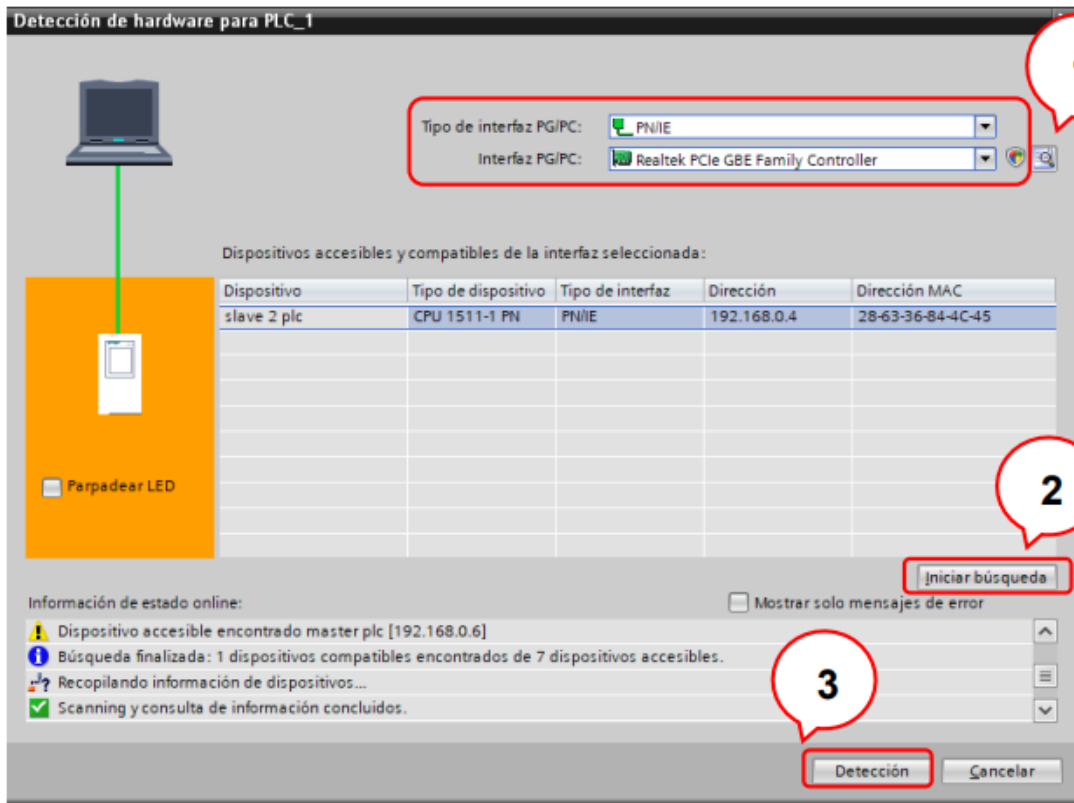 Detección de hardware para PLC_1
Tipo de interfaz PG/PC: PN/IE
Interfaz PG/PC: Realtek PCIe GBE Family Controller
Dispositivos accesibles y compatibles de la interfaz seleccionada:
Dispositivo Tipo de dispositivo Tipo de interfaz Dirección Dirección MAC
slave 2 plc CPU 1511-1 PN PN/IE 192.168.0.4 28-63-36-84-4C-45
Parpadear LED
2
Iniciar búsqueda
Información de estado online:
Mostrar solo mensajes de error
Dispositivo accesible encontrado master plc [192.168.0.6]
Búsqueda finalizada: 1 dispositivos compatibles encontrados de 7 dispositivos accesibles.
Recopilando información de dispositivos...
Scanning y consulta de información concluidos.
3
Detección
Cancelar